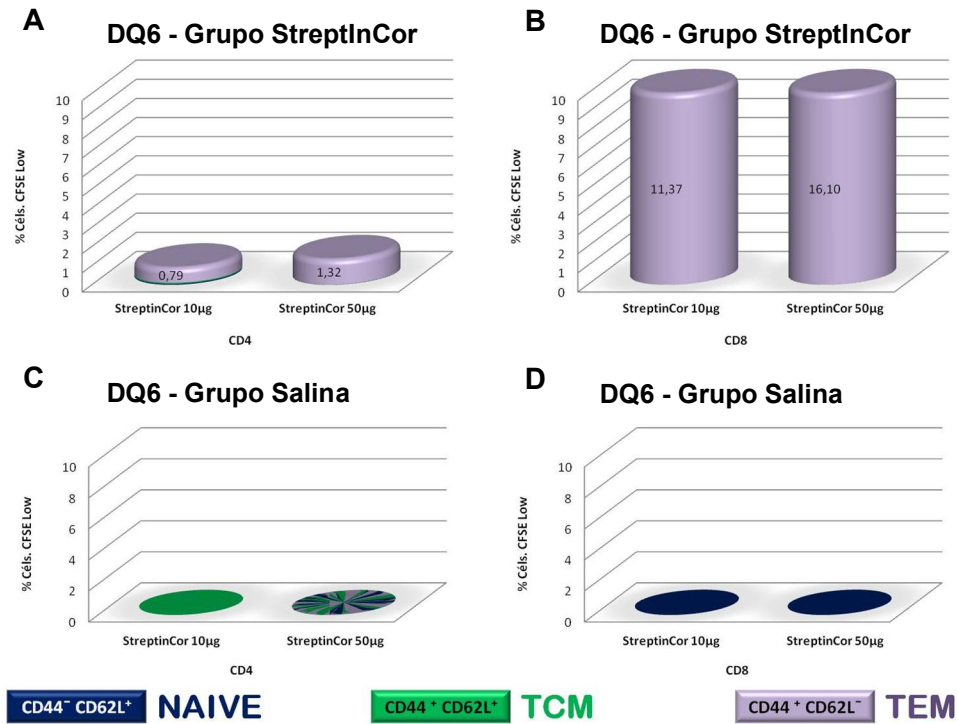 A
DQ6 - Grupo StreptInCor
% Céls. CFSE Low
10
9
8
7
6
5
4
3
2
1
0
0,79
1,32
StreptinCor 10µg
StreptinCor 50µg
CD4
B
DQ6 - Grupo StreptInCor
% Céls. CFSE Low
10
9
8
7
6
5
4
3
2
1
0
11,37
16,10
StreptinCor 10µg
StreptinCor 50µg
CD8
C
DQ6 - Grupo Salina
% Céls. CFSE Low
10
8
6
4
2
0
StreptinCor 10µg
StreptinCor 50µg
CD4
D
DQ6 - Grupo Salina
% Céls. CFSE Low
10
8
6
4
2
0
StreptinCor 10µg
StreptinCor 50µg
CD8
CD44⁻ CD62L⁺ NAIVE
CD44⁺ CD62L⁺ TCM
CD44⁺ CD62L⁻ TEM